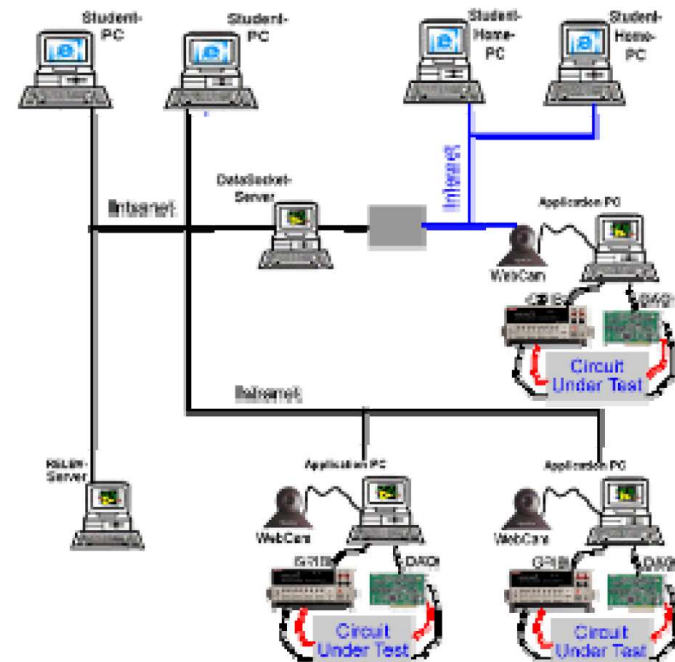 Student-
PC
Student-
PC
Student-
Home-
PC
Student-
Home-
PC
Internet
DataSocket-
Server
Intranet
Application PC
WebCam
GPIB
DAQ
Circuit
Under Test
Intranet
Server
Application PC
WebCam
GPIB
DAQ
Circuit
Under Test
Application PC
WebCam
GPIB
DAQ
Circuit
Under Test